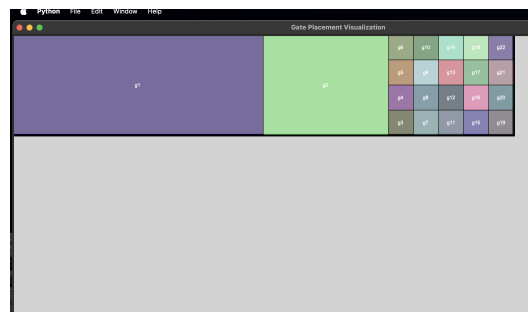 Python File Edit Window Help
Gate Placement Visualization
g6 g10 g14 g18 g22
g5 g9 g13 g17 g21
g1 g2
g4 g8 g12 g16 g20
g3 g7 g11 g15 g19